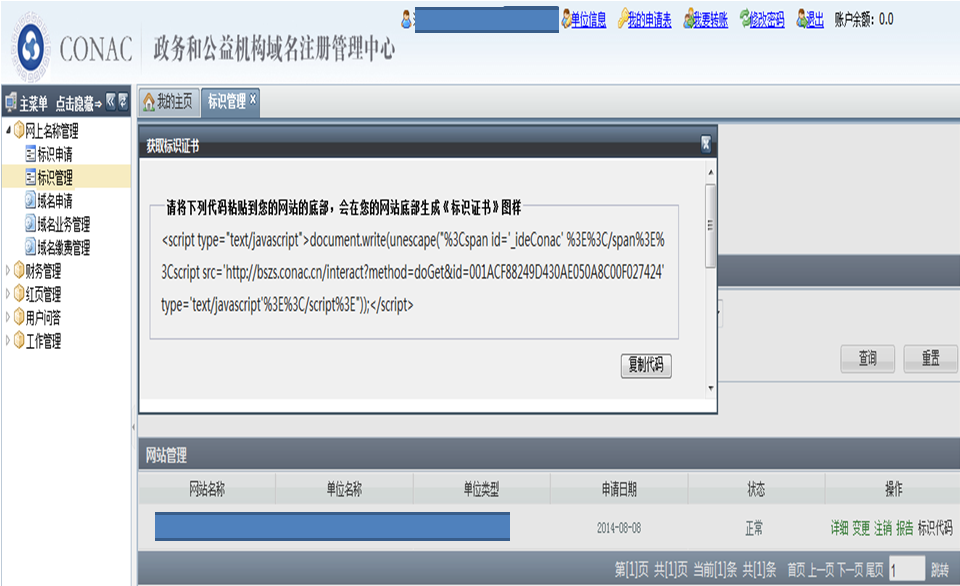 单位信息 我的申请表 我要转账 修改密码 退出 账户余额：0.0
CONAC 政务和公益机构域名注册管理中心
主菜单 点击隐藏⇒
我的主页 标识管理 x
网上名称管理
标识申请
标识管理
域名申请
域名业务管理
域名缴费管理
财务管理
红页管理
用户问答
工作管理
获取标识证书
请将下列代码粘贴到您的网站的底部，会在您的网站底部生成《标识证书》图样
<script type="text/javascript">document.write(unescape("%3Cspan id='_ideConac' %3E%3C/span%3E%
3Cscript src='http://bszs.conac.cn/interact?method=doGet&id=001ACF88249D430AE050A8C00F027424'
type='text/javascript'%3E%3C/script%3E"));</script>
复制代码
查询 重置
网站管理
网站名称 单位名称 单位类型 申请日期 状态 操作
2014-08-08 正常 详细 变更 注销 报告 标识代码
第[1]页 共[1]页 当前[1]条 共[1]条 首页 上一页 下一页 尾页 1 跳转